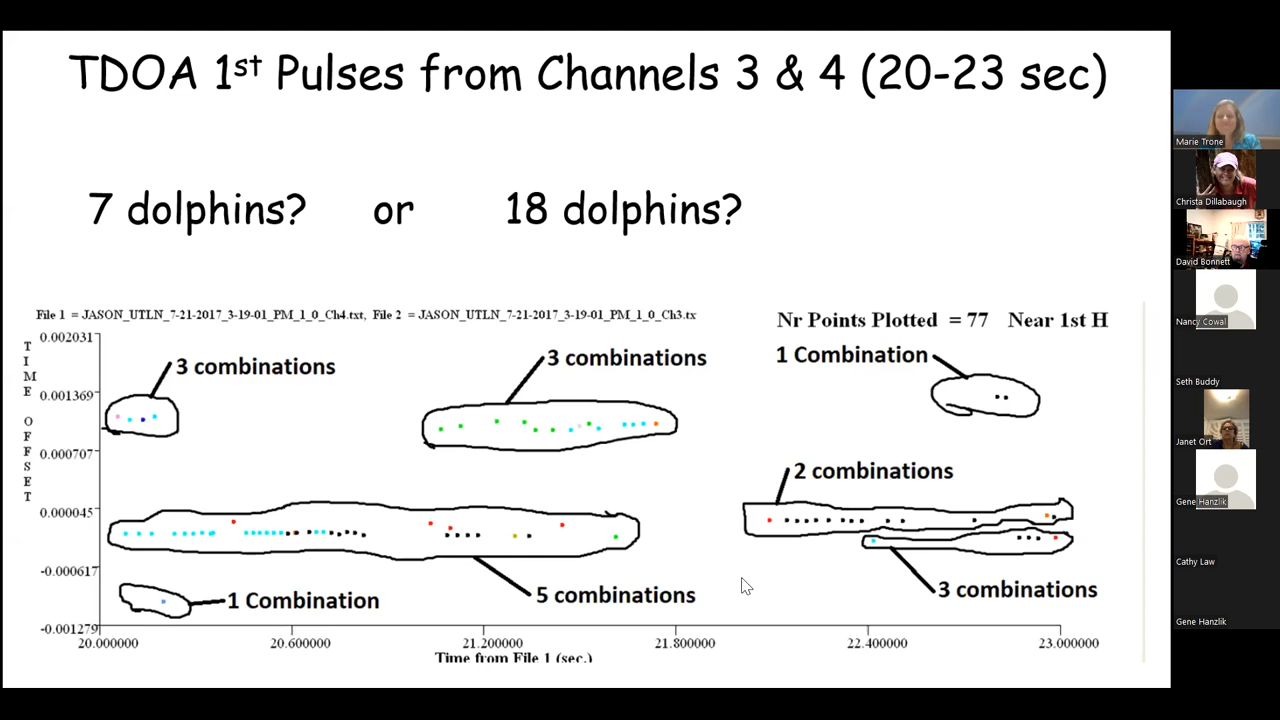 TDOA 1st Pulses from Channels 3 & 4 (20-23 sec)
7 dolphins? or 18 dolphins?
File 1 = JASON_UTLN_7-21-2017_3-19-01_PM_1_0_Ch4.txt, File 2 = JASON_UTLN_7-21-2017_3-19-01_PM_1_0_Ch3.tx
Nr Points Plotted = 77 Near 1st H
TIME OFFSET
0.002031
0.001369
0.000707
0.000045
-0.000617
-0.001279
3 combinations
3 combinations
1 Combination
2 combinations
1 Combination
5 combinations
3 combinations
20.000000
20.600000
21.200000
21.800000
22.400000
23.000000
Time from File 1 (sec.)
Marie Trone
Christa Dillabaugh
David Bonnett
Nancy Cowal
Seth Buddy
Janet Ort
Gene Hanzlik
Cathy Law
Gene Hanzlik